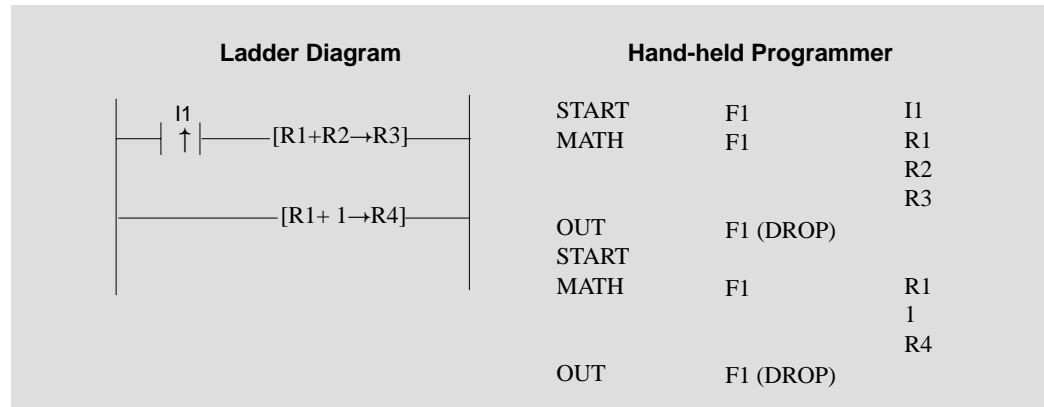 Ladder Diagram
I1
↑
[R1+R2→R3]
[R1+ 1→R4]
Hand-held Programmer
START F1 I1
MATH F1 R1
R2
R3
OUT F1 (DROP)
START
MATH F1 R1
1
R4
OUT F1 (DROP)